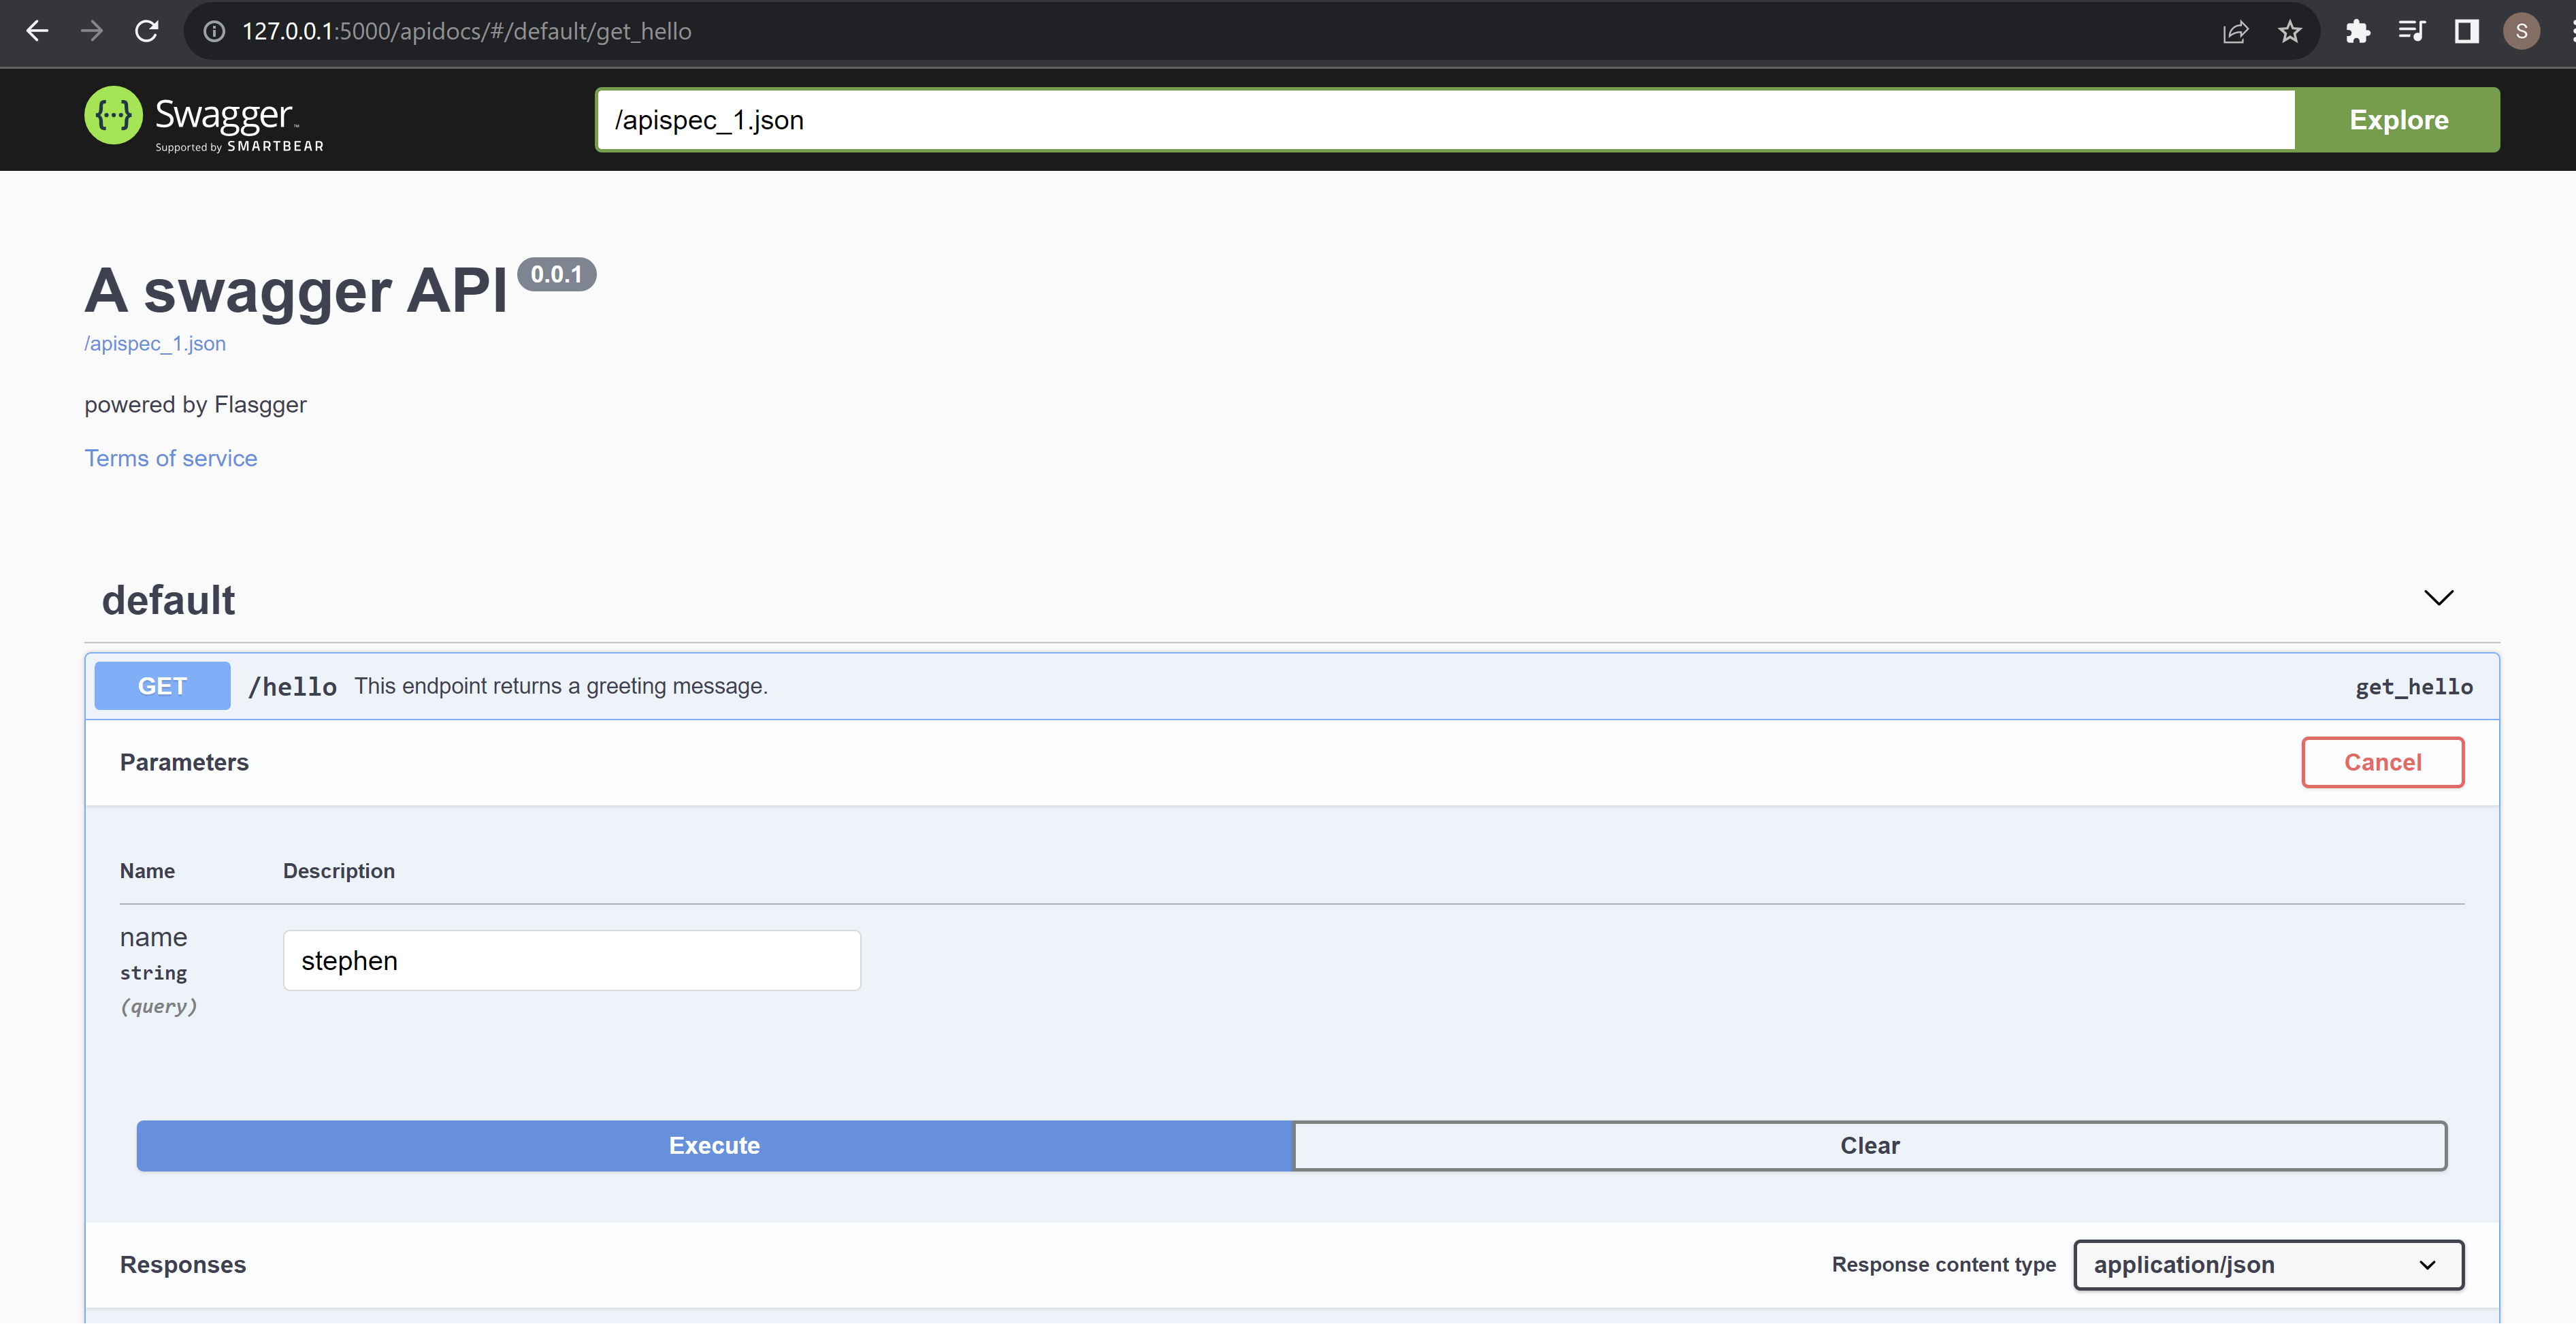 127.0.0.1:5000/apidocs/#/default/get_hello
S
{···} Swagger™
Supported by SMARTBEAR
/apispec_1.json
Explore
A swagger API 0.0.1
/apispec_1.json
powered by Flasgger
Terms of service
default
GET /hello This endpoint returns a greeting message. get_hello
Parameters Cancel
Name Description
name
string
(query)
stephen
Execute Clear
Responses Response content type application/json